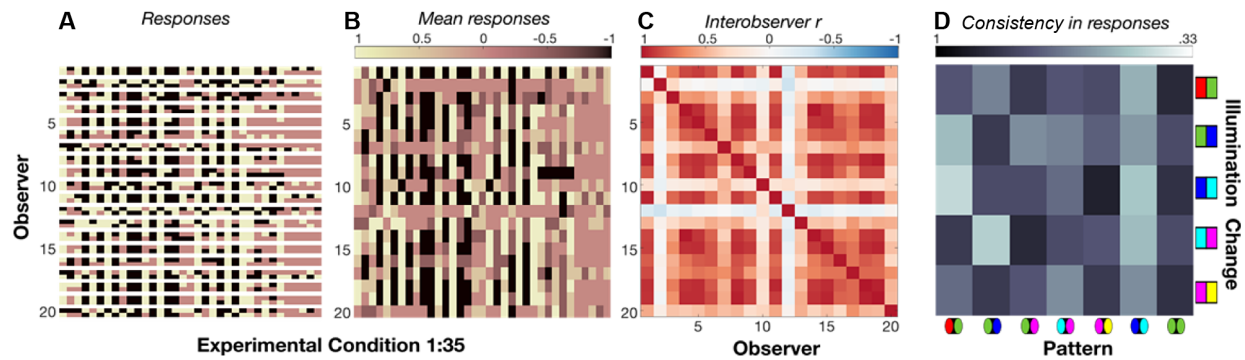 A Responses
B Mean responses
C Interobserver r
D Consistency in responses
1 0.5 0 -0.5 -1
1 0.5 0 -0.5 -1
1 .33
Observer
5
10
15
20
5
10
15
20
5
10
15
20
5 10 15 20
Experimental Condition 1:35
Observer
Pattern
Illumination Change